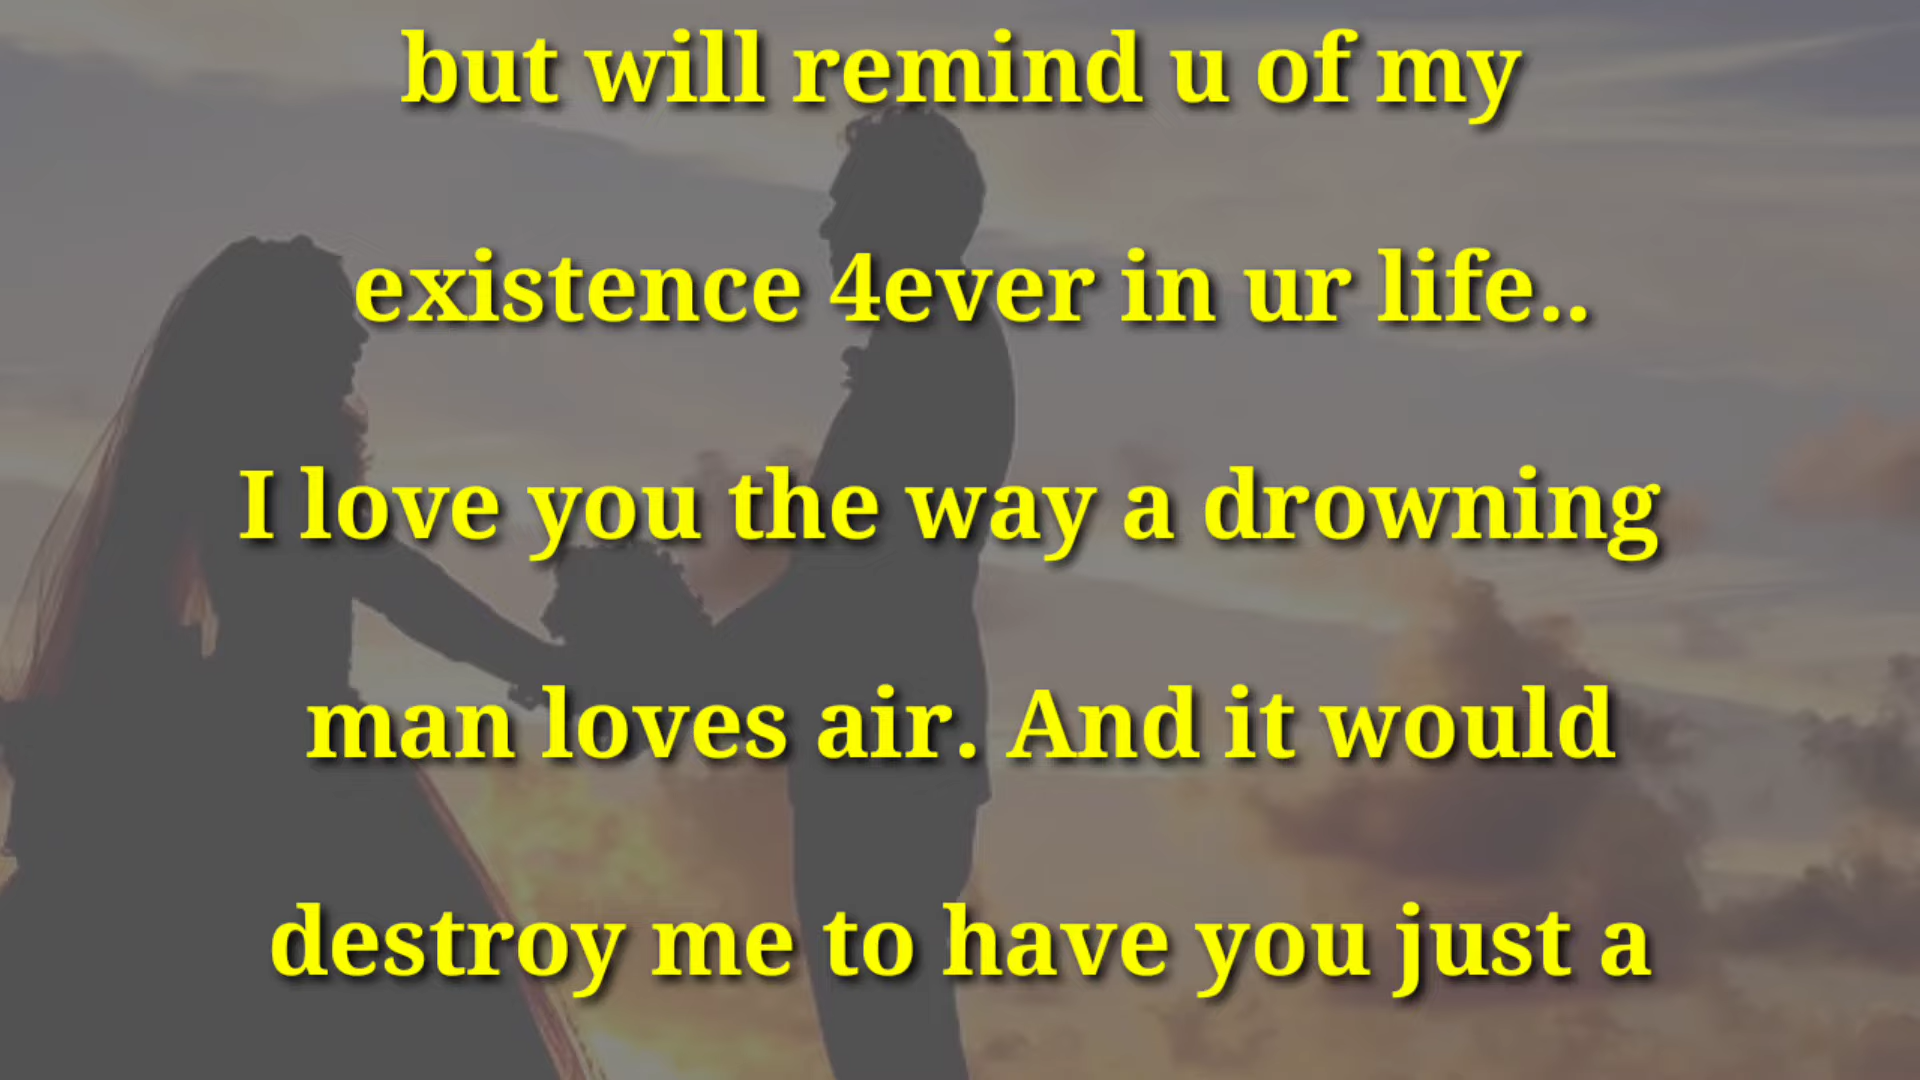 but will remind u of my
existence 4ever in ur life..
I love you the way a drowning
man loves air. And it would
destroy me to have you just a